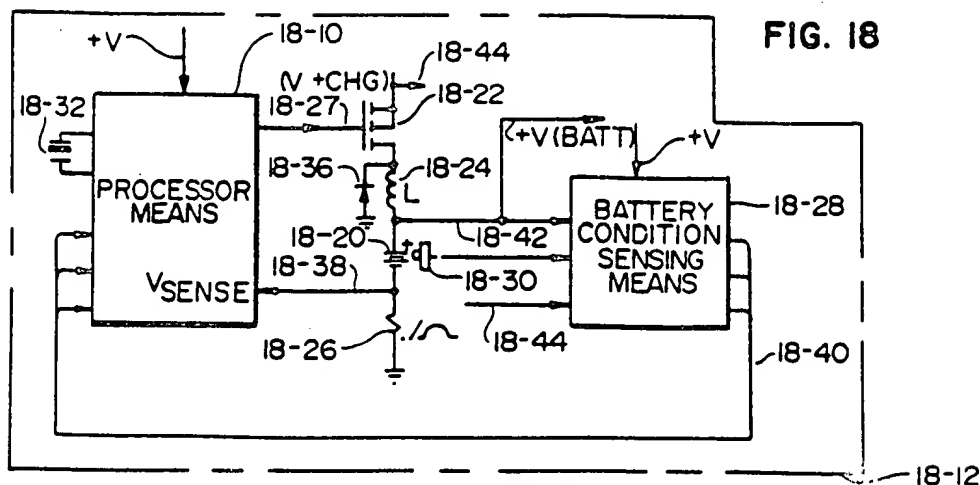 FIG. 18
+V
18-10
18-44
(V +CHG)
18-27
18-22
18-32
+V (BATT)
+V
18-36
18-24
L
PROCESSOR
MEANS
18-20
+
18-42
BATTERY
CONDITION
SENSING
MEANS
18-28
18-38
18-30
VSENSE
18-26
.1Ω
18-44
18-40
18-12